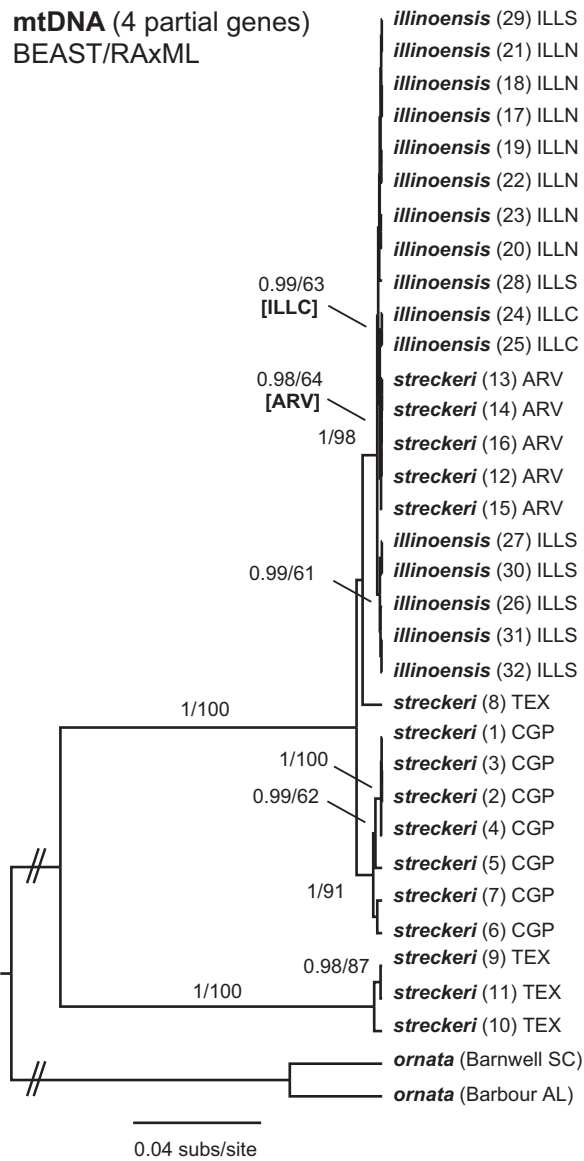 mtDNA (4 partial genes)
BEAST/RAxML
illinoensis (29) ILLS
illinoensis (21) ILLN
illinoensis (18) ILLN
illinoensis (17) ILLN
illinoensis (19) ILLN
illinoensis (22) ILLN
illinoensis (23) ILLN
illinoensis (20) ILLN
illinoensis (28) ILLS
0.99/63
[ILLC]
illinoensis (24) ILLC
illinoensis (25) ILLC
0.98/64
[ARV]
streckeri (13) ARV
streckeri (14) ARV
1/98
streckeri (16) ARV
streckeri (12) ARV
streckeri (15) ARV
illinoensis (27) ILLS
0.99/61
illinoensis (30) ILLS
illinoensis (26) ILLS
illinoensis (31) ILLS
illinoensis (32) ILLS
1/100
streckeri (8) TEX
streckeri (1) CGP
1/100
streckeri (3) CGP
0.99/62
streckeri (2) CGP
streckeri (4) CGP
streckeri (5) CGP
1/91
streckeri (7) CGP
streckeri (6) CGP
0.98/87
streckeri (9) TEX
1/100
streckeri (11) TEX
streckeri (10) TEX
ornata (Barnwell SC)
ornata (Barbour AL)
0.04 subs/site